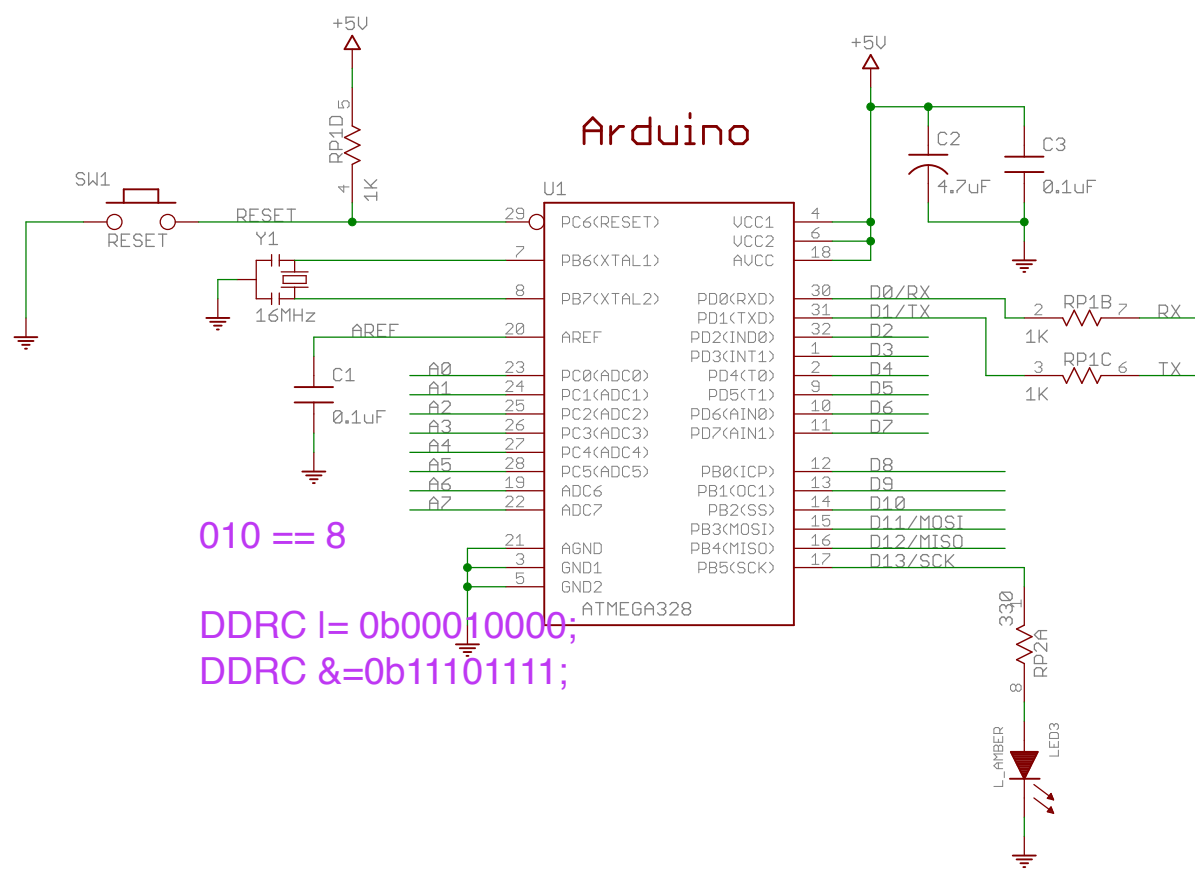 +5V
+5V
Arduino
RP1D
5
4
1K
C2
4.7uF
C3
0.1uF
SW1
RESET
RESET
Y1
16MHz
AREF
C1
0.1uF
U1
29 PC6(RESET)
7 PB6(XTAL1)
8 PB7(XTAL2)
20 AREF
A0 23 PC0(ADC0)
A1 24 PC1(ADC1)
A2 25 PC2(ADC2)
A3 26 PC3(ADC3)
A4 27 PC4(ADC4)
A5 28 PC5(ADC5)
A6 19 ADC6
A7 22 ADC7
21 AGND
3 GND1
5 GND2
ATMEGA328
VCC1 4
VCC2 6
AVCC 18
PD0(RXD) 30 D0/RX
PD1(TXD) 31 D1/TX
PD2(IND0) 32 D2
PD3(INT1) 1 D3
PD4(T0) 2 D4
PD5(T1) 9 D5
PD6(AIN0) 10 D6
PD7(AIN1) 11 D7
PB0(ICP) 12 D8
PB1(OC1) 13 D9
PB2(SS) 14 D10
PB3(MOSI) 15 D11/MOSI
PB4(MISO) 16 D12/MISO
PB5(SCK) 17 D13/SCK
2 RP1B 7 RX
1K
3 RP1C 6 TX
1K
330
1
RP2A
8
L_AMBER
LED3
010 == 8
DDRC |= 0b00010000;
DDRC &=0b11101111;